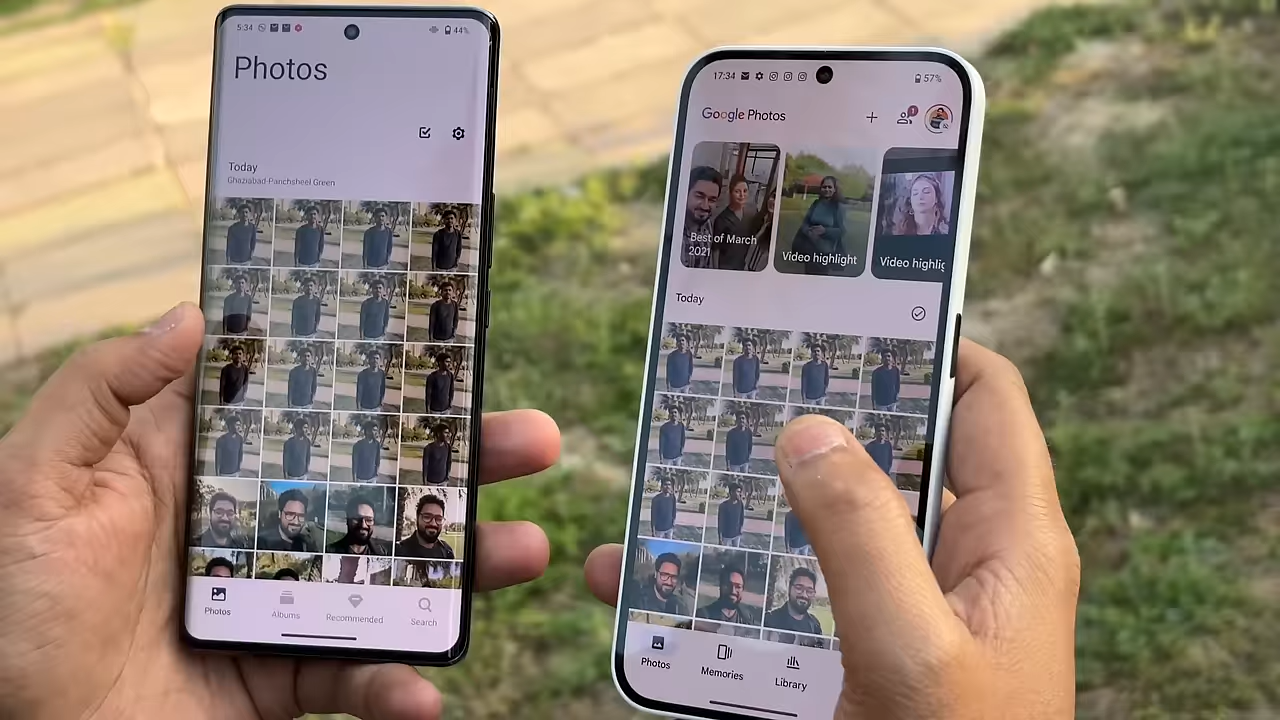 5:34
44%
Photos
Today
Ghaziabad-Panchsheel Green
Photos
Albums
Recommended
Search
17:34
57%
Google Photos
1
Best of March
2021
Video highlight
Video highlig
Today
Photos
Memories
Library